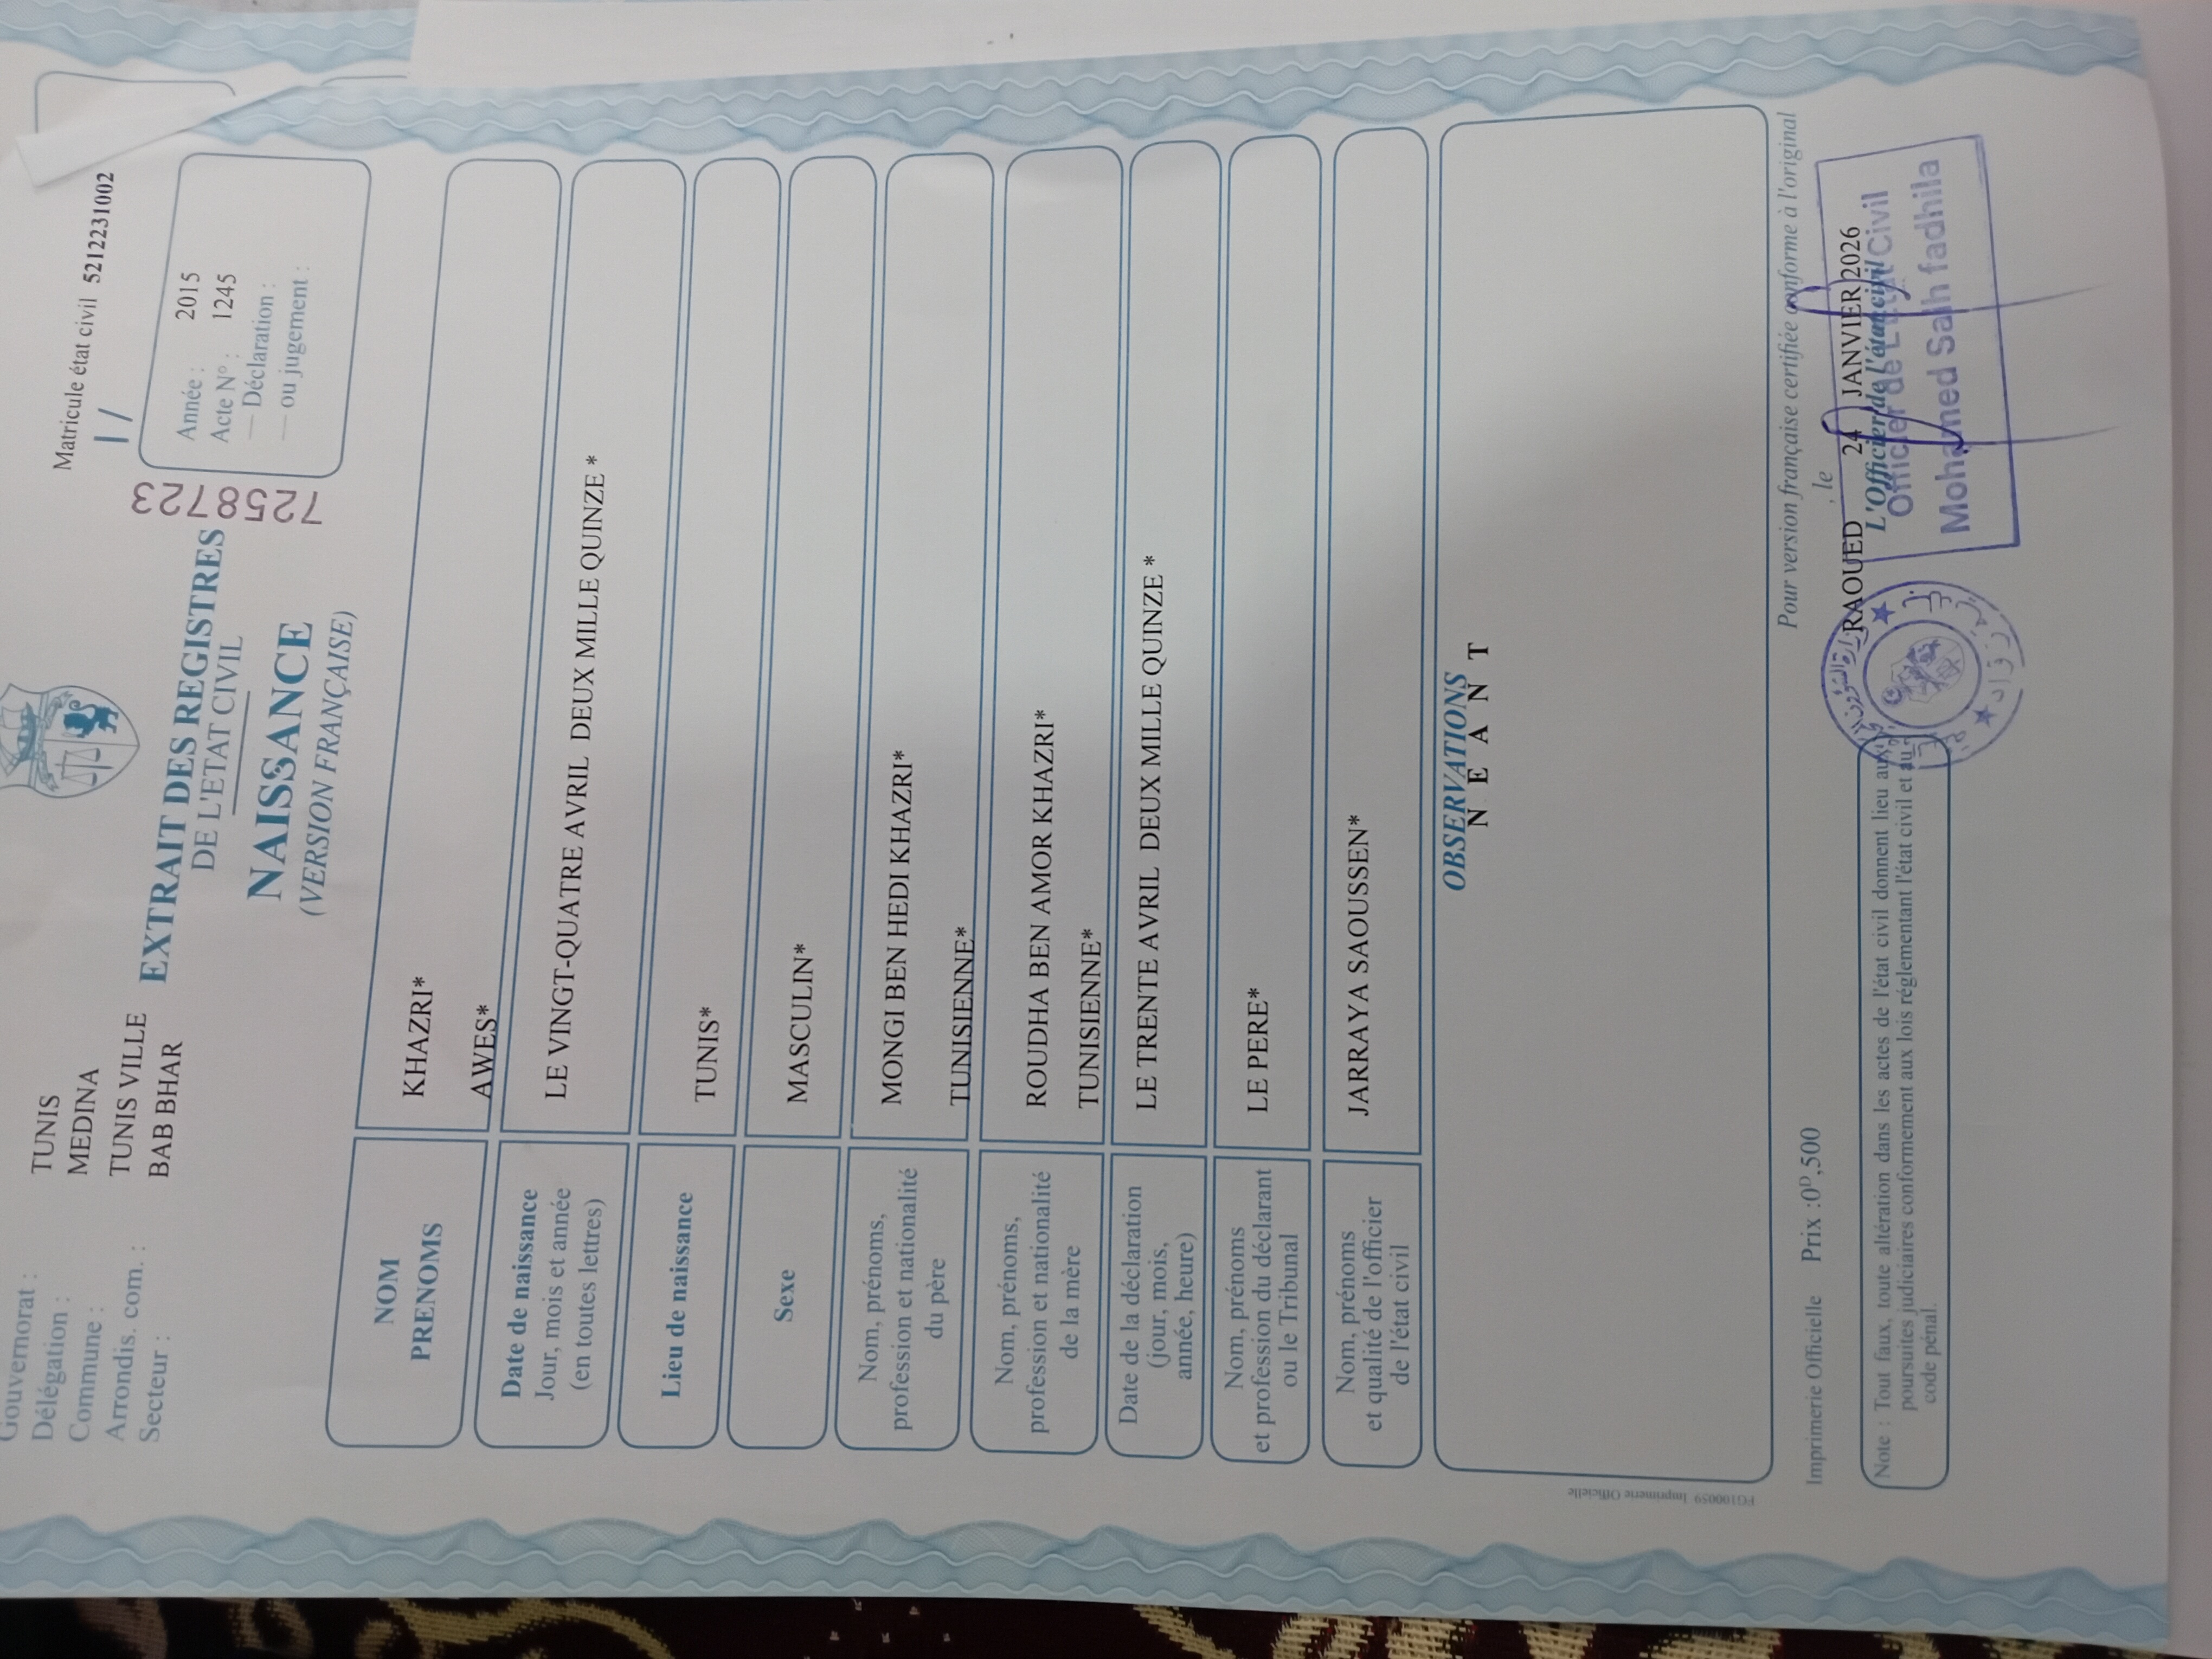 Matricule état civil 5212231002
Gouvernorat : TUNIS
Délégation : MEDINA
Commune : TUNIS VILLE
Arrondis. com. : BAB BHAR
Secteur :
EXTRAIT DES REGISTRES
DE L'ETAT CIVIL
NAISSANCE
(VERSION FRANÇAISE)
7258723
Année : 2015
Acte N° : 1245
— Déclaration :
— ou jugement :
NOM
PRENOMS
KHAZRI*
AWES*
Date de naissance
Jour, mois et année
(en toutes lettres)
LE VINGT-QUATRE AVRIL DEUX MILLE QUINZE *
Lieu de naissance
TUNIS*
Sexe
MASCULIN*
Nom, prénoms,
profession et nationalité
du père
MONGI BEN HEDI KHAZRI*
TUNISIENNE*
Nom, prénoms,
profession et nationalité
de la mère
ROUDHA BEN AMOR KHAZRI*
TUNISIENNE*
Date de la déclaration
(jour, mois,
année, heure)
LE TRENTE AVRIL DEUX MILLE QUINZE *
Nom, prénoms
et profession du déclarant
ou le Tribunal
LE PERE*
Nom, prénoms
et qualité de l'officier
de l'état civil
JARRAYA SAOUSSEN*
OBSERVATIONS
N E A N T
FG100059 Imprimerie Officielle
Imprimerie Officielle Prix :0ᴰ,500
Pour version française certifiée conforme à l'original
RAOUED , le 24 JANVIER 2026
L'Officier de l'état civil
Officier de L'Etat Civil
Mohamed Salh fadhila
Note : Tout faux, toute altération dans les actes de l'état civil donnent lieu aux
poursuites judiciaires conformement aux lois réglementant l'état civil et au
code pénal.